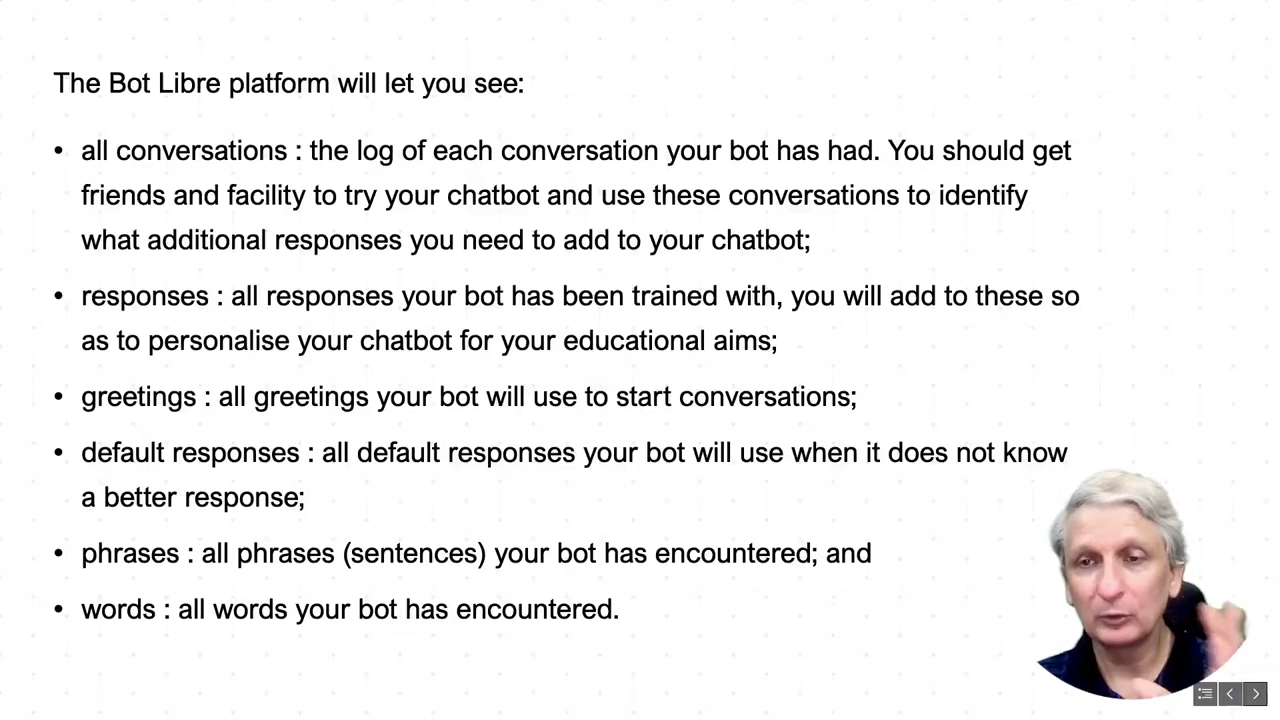 The Bot Libre platform will let you see:
• all conversations : the log of each conversation your bot has had. You should get
friends and facility to try your chatbot and use these conversations to identify
what additional responses you need to add to your chatbot;
• responses : all responses your bot has been trained with, you will add to these so
as to personalise your chatbot for your educational aims;
• greetings : all greetings your bot will use to start conversations;
• default responses : all default responses your bot will use when it does not know
a better response;
• phrases : all phrases (sentences) your bot has encountered; and
• words : all words your bot has encountered.